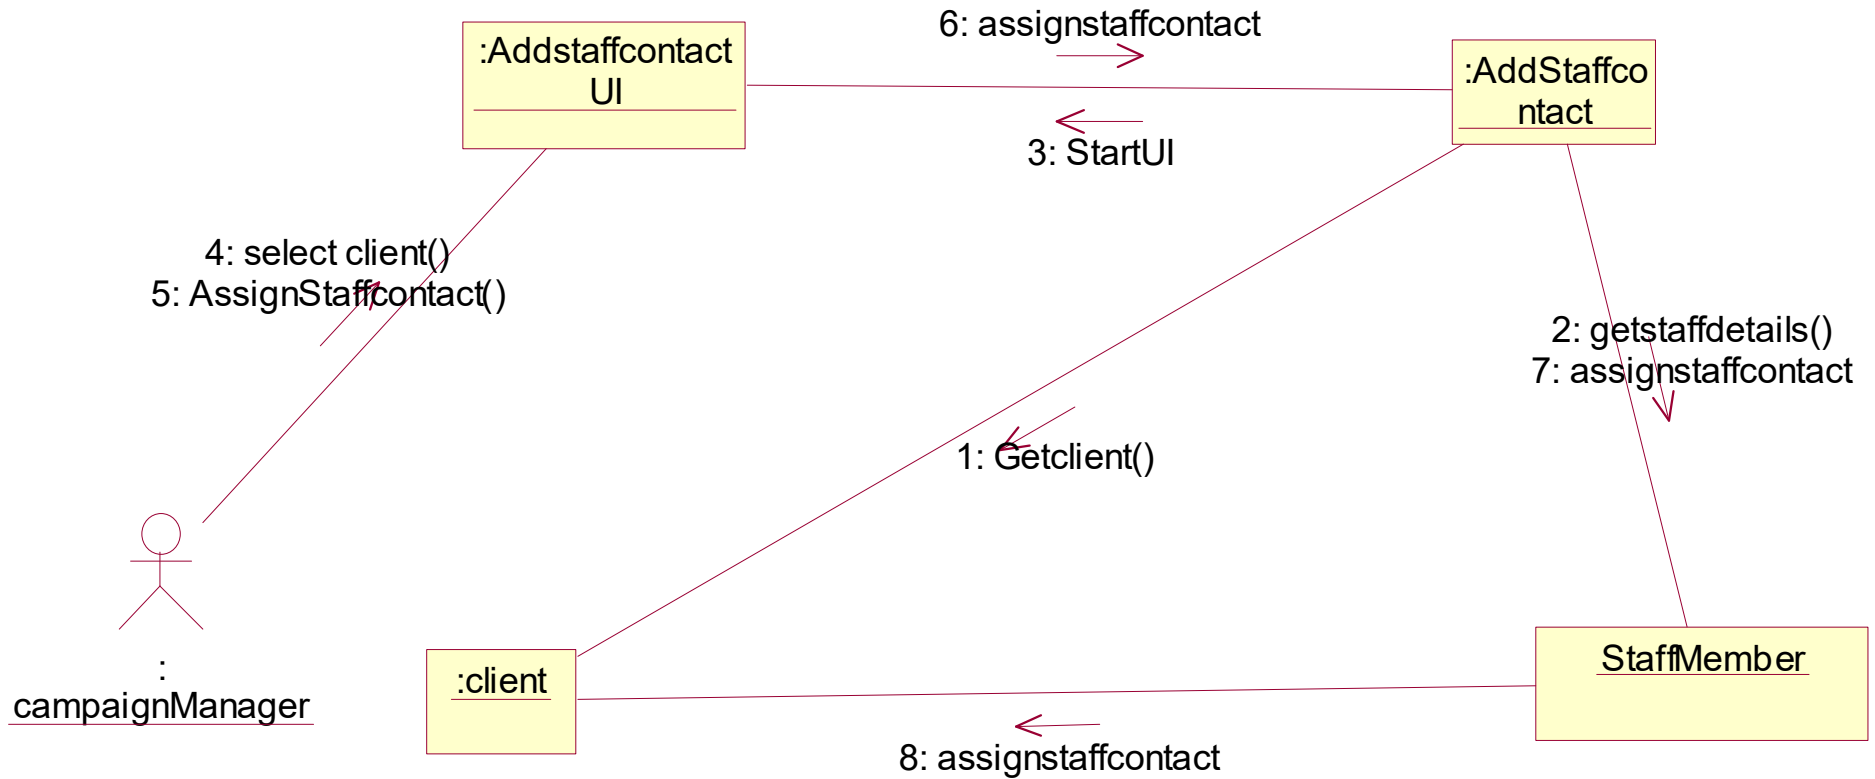 6: assignstaffcontact
:Addstaffcontact
UI
:AddStaffco
ntact
3: StartUI
4: select client()
5: AssignStaffcontact()
2: getstaffdetails()
7: assignstaffcontact
1: Getclient()
:
campaignManager
:client
StaffMember
8: assignstaffcontact